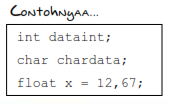 Contohnyaa...
int dataint;
char chardata;
float x = 12,67;